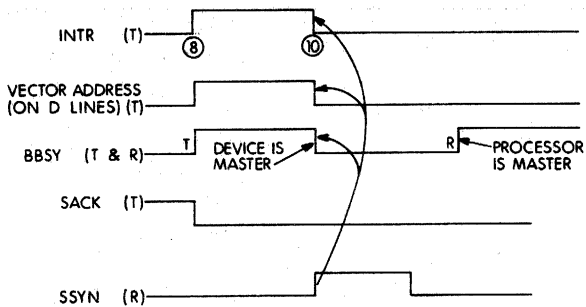 INTR (T)
8
10
VECTOR ADDRESS
(ON D LINES) (T)
BBSY (T & R)
T
DEVICE IS
MASTER
R
PROCESSOR
IS MASTER
SACK (T)
SSYN (R)